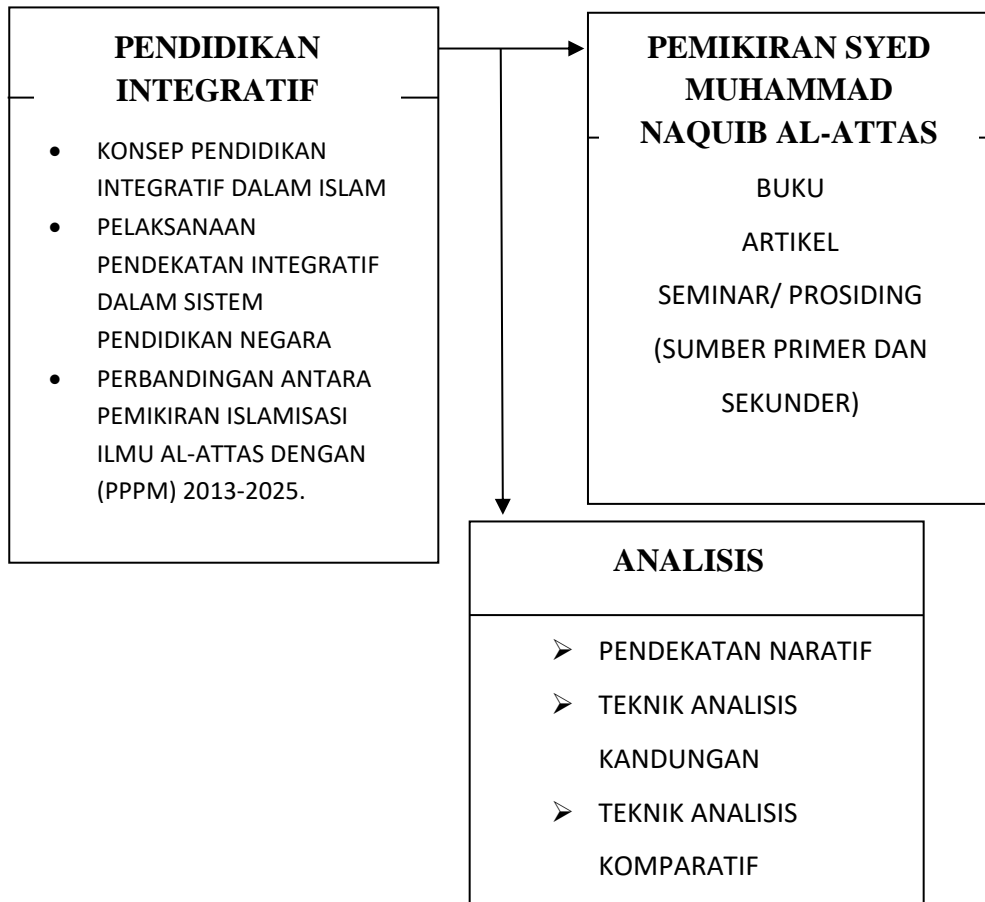 PENDIDIKAN
INTEGRATIF
• KONSEP PENDIDIKAN
INTEGRATIF DALAM ISLAM
• PELAKSANAAN
PENDEKATAN INTEGRATIF
DALAM SISTEM
PENDIDIKAN NEGARA
• PERBANDINGAN ANTARA
PEMIKIRAN ISLAMISASI
ILMU AL-ATTAS DENGAN
(PPPM) 2013-2025.
PEMIKIRAN SYED
MUHAMMAD
NAQUIB AL-ATTAS
BUKU
ARTIKEL
SEMINAR/ PROSIDING
(SUMBER PRIMER DAN
SEKUNDER)
ANALISIS
➢ PENDEKATAN NARATIF
➢ TEKNIK ANALISIS
KANDUNGAN
➢ TEKNIK ANALISIS
KOMPARATIF